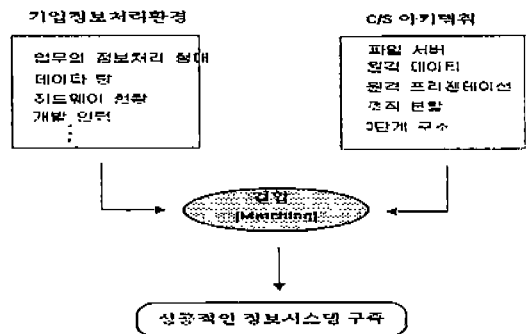 기업정보처리환경
업무의 정보처리 형태
데이타 량
하드웨어 현황
개발 인력
C/S 아키텍쳐
파일 서버
원격 데이터
원격 프리젠테이션
로직 분할
3단계 구조
결합
[Matching]
성공적인 정보시스템 구축